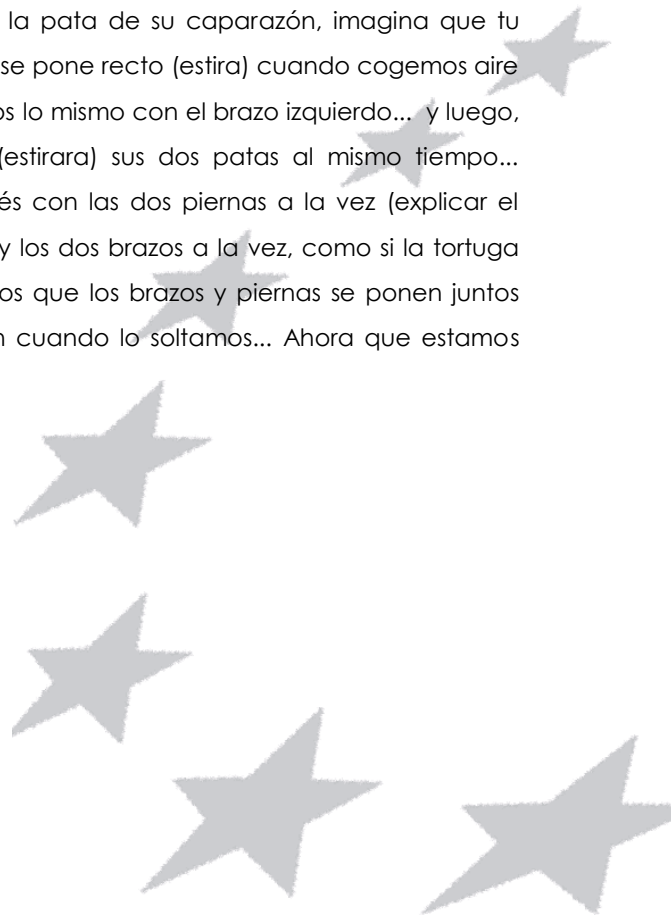 la pata de su caparazón, imagina que tu
se pone recto (estira) cuando cogemos aire
os lo mismo con el brazo izquierdo... y luego,
(estirara) sus dos patas al mismo tiempo...
és con las dos piernas a la vez (explicar el
y los dos brazos a la vez, como si la tortuga
os que los brazos y piernas se ponen juntos
n cuando lo soltamos... Ahora que estamos